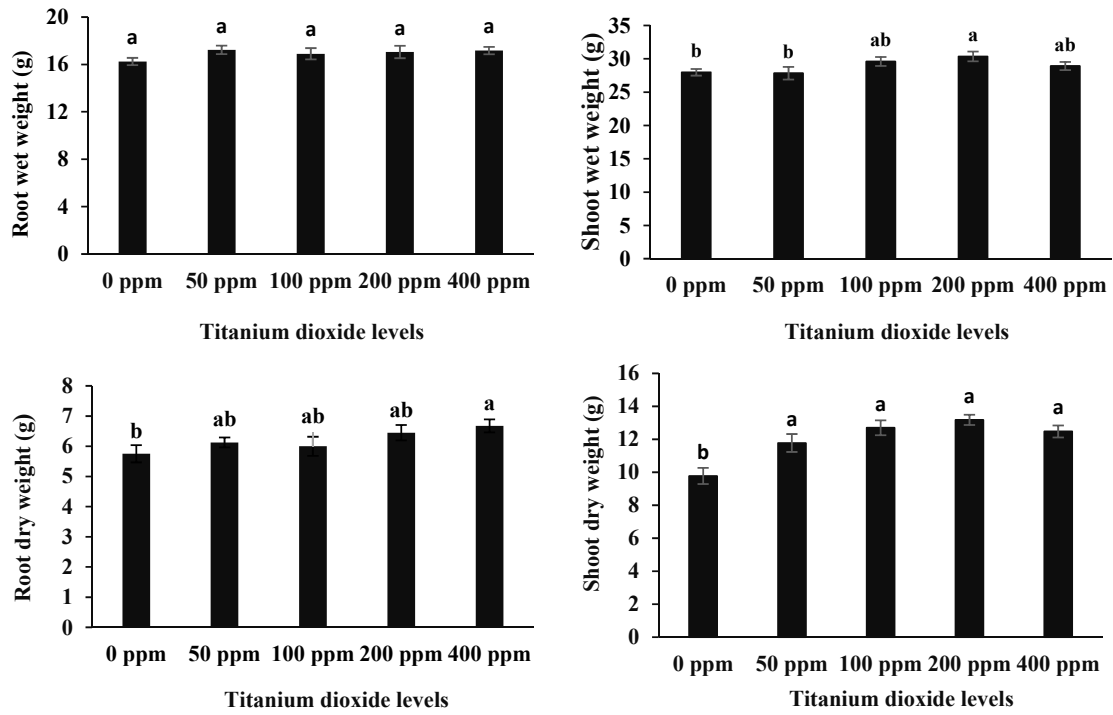 Root wet weight (g)
20
16
12
8
4
0
a a a a a
0 ppm 50 ppm 100 ppm 200 ppm 400 ppm
Titanium dioxide levels
Shoot wet weight (g)
35
30
25
20
15
10
5
0
b b ab a ab
0 ppm 50 ppm 100 ppm 200 ppm 400 ppm
Titanium dioxide levels
Root dry weight (g)
8
7
6
5
4
3
2
1
0
b ab ab ab a
0 ppm 50 ppm 100 ppm 200 ppm 400 ppm
Titanium dioxide levels
Shoot dry weight (g)
16
14
12
10
8
6
4
2
0
b a a a a
0 ppm 50 ppm 100 ppm 200 ppm 400 ppm
Titanium dioxide levels